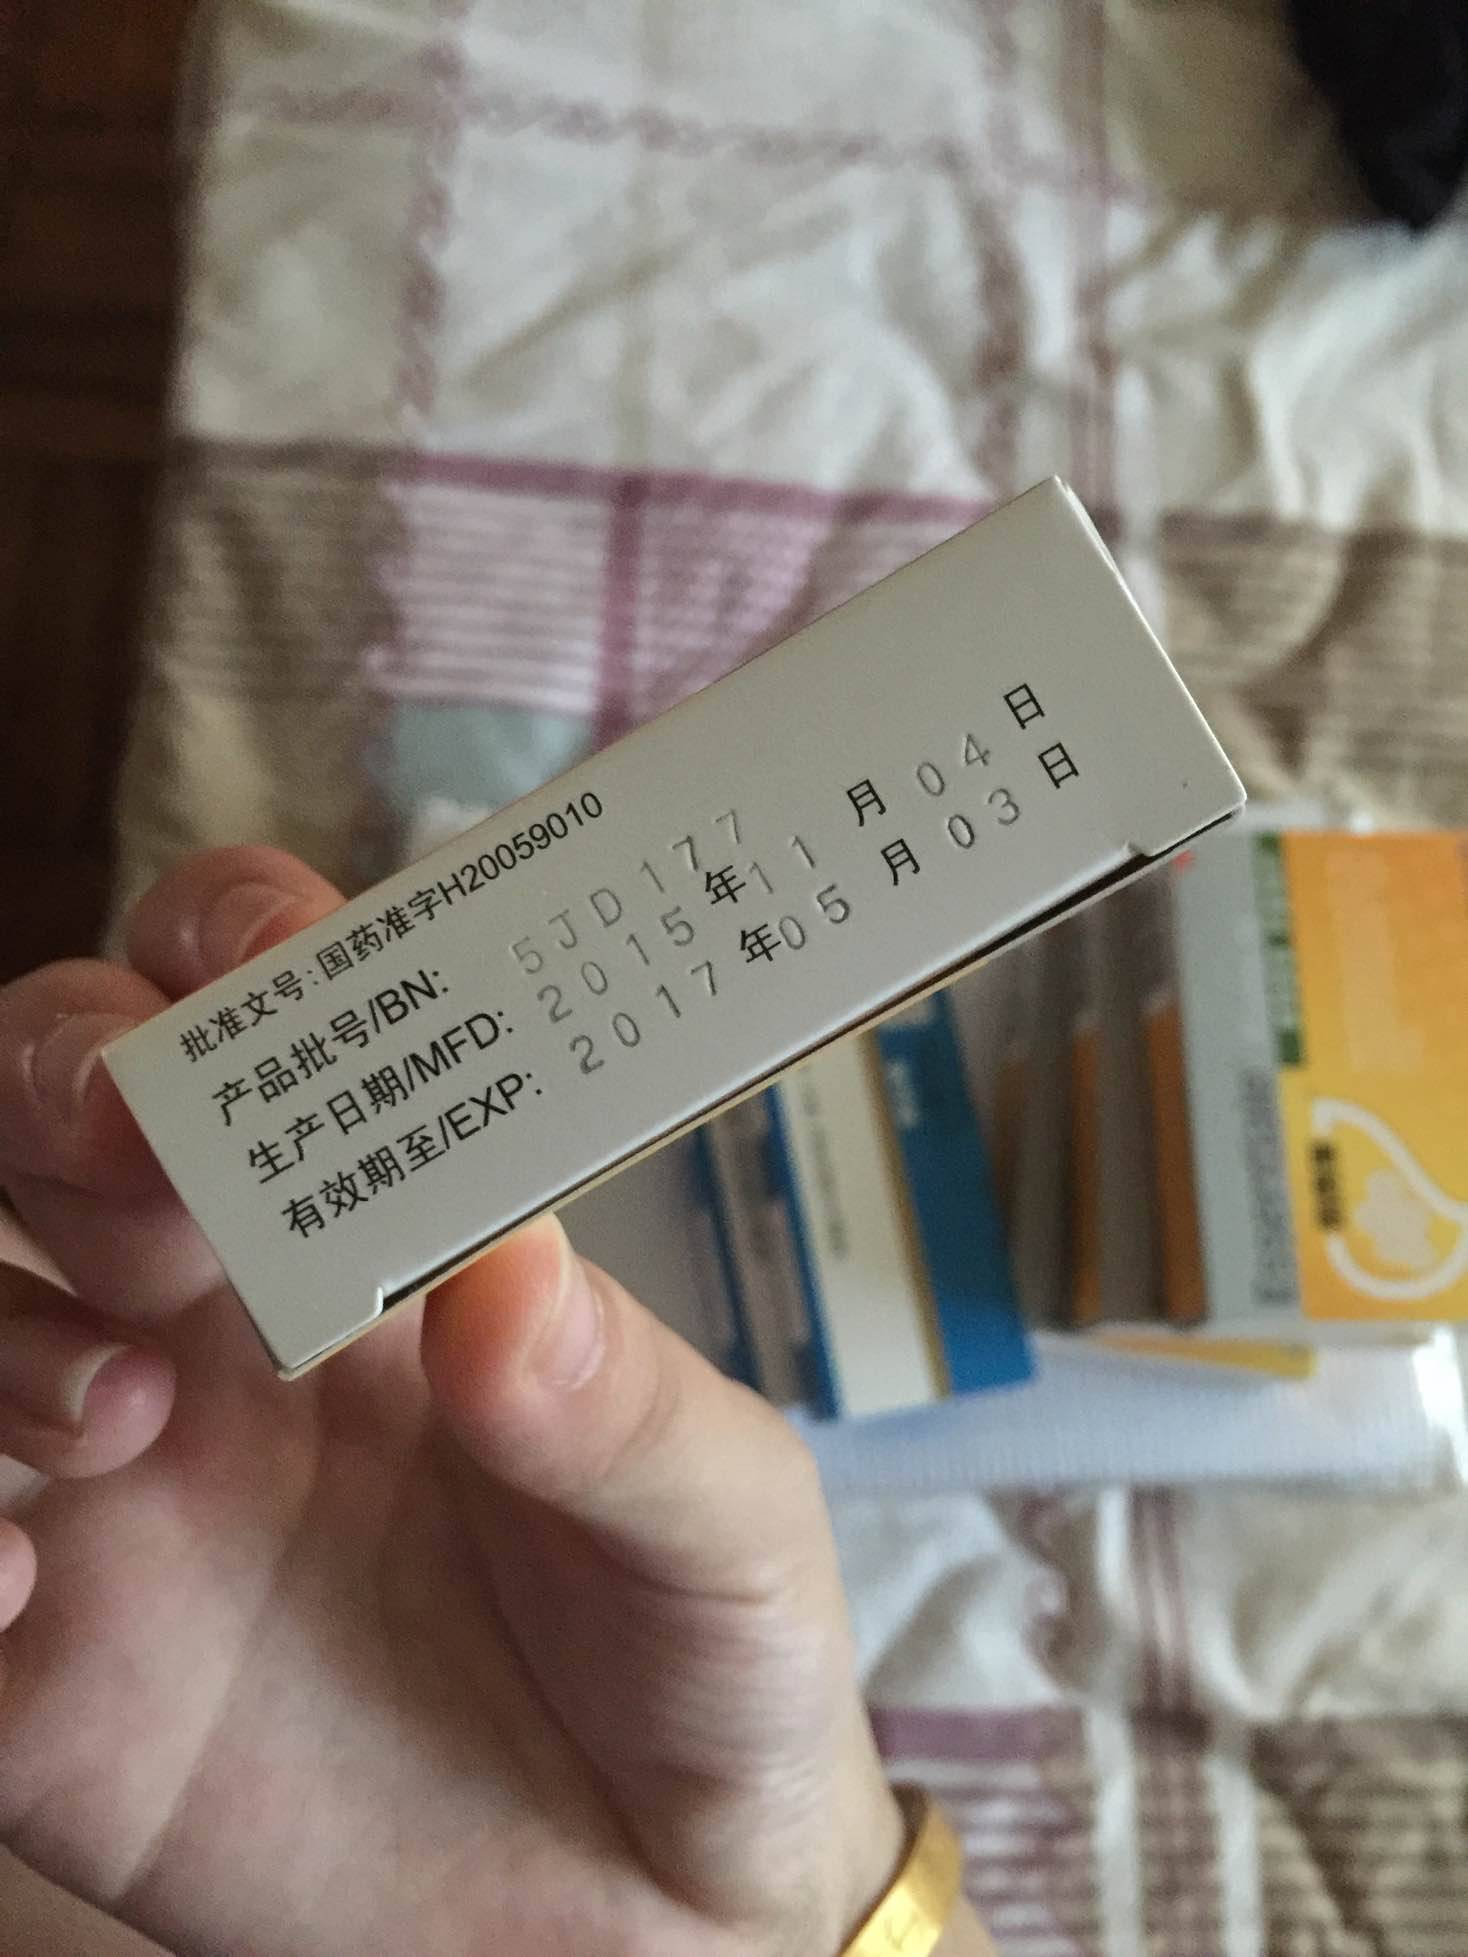 批准文号:国药准字H20059010
产品批号/BN: 5JD177
生产日期/MFD: 2015年11月04日
有效期至/EXP: 2017年05月03日